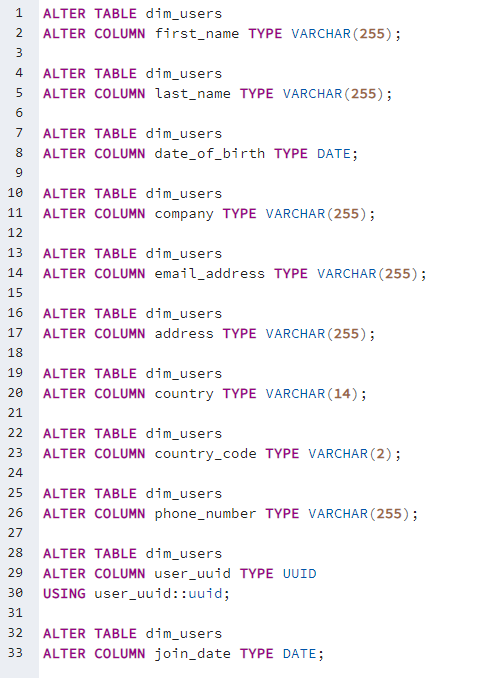 1 ALTER TABLE dim_users
2 ALTER COLUMN first_name TYPE VARCHAR(255);
3
4 ALTER TABLE dim_users
5 ALTER COLUMN last_name TYPE VARCHAR(255);
6
7 ALTER TABLE dim_users
8 ALTER COLUMN date_of_birth TYPE DATE;
9
10 ALTER TABLE dim_users
11 ALTER COLUMN company TYPE VARCHAR(255);
12
13 ALTER TABLE dim_users
14 ALTER COLUMN email_address TYPE VARCHAR(255);
15
16 ALTER TABLE dim_users
17 ALTER COLUMN address TYPE VARCHAR(255);
18
19 ALTER TABLE dim_users
20 ALTER COLUMN country TYPE VARCHAR(14);
21
22 ALTER TABLE dim_users
23 ALTER COLUMN country_code TYPE VARCHAR(2);
24
25 ALTER TABLE dim_users
26 ALTER COLUMN phone_number TYPE VARCHAR(255);
27
28 ALTER TABLE dim_users
29 ALTER COLUMN user_uuid TYPE UUID
30 USING user_uuid::uuid;
31
32 ALTER TABLE dim_users
33 ALTER COLUMN join_date TYPE DATE;